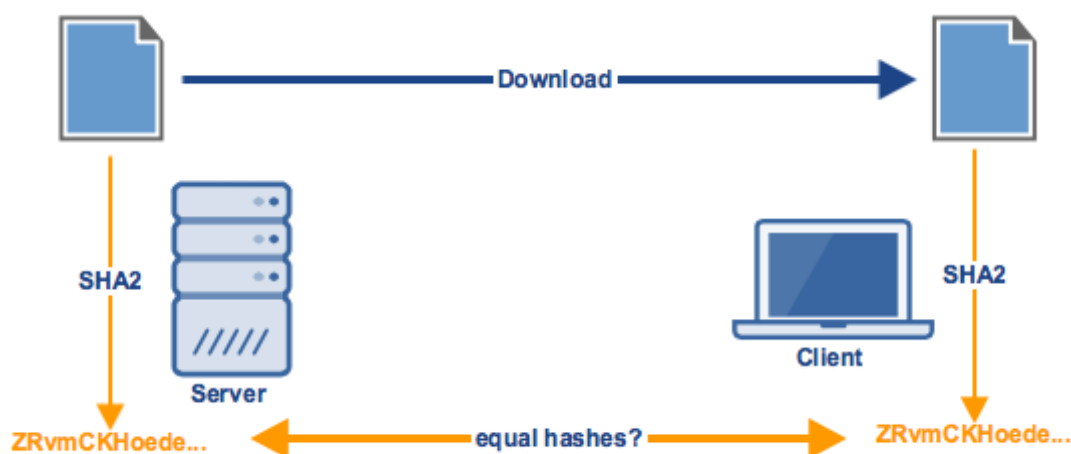 Download
SHA2
SHA2
Client
Server
ZRvmCKHoede...
equal hashes?
ZRvmCKHoede...